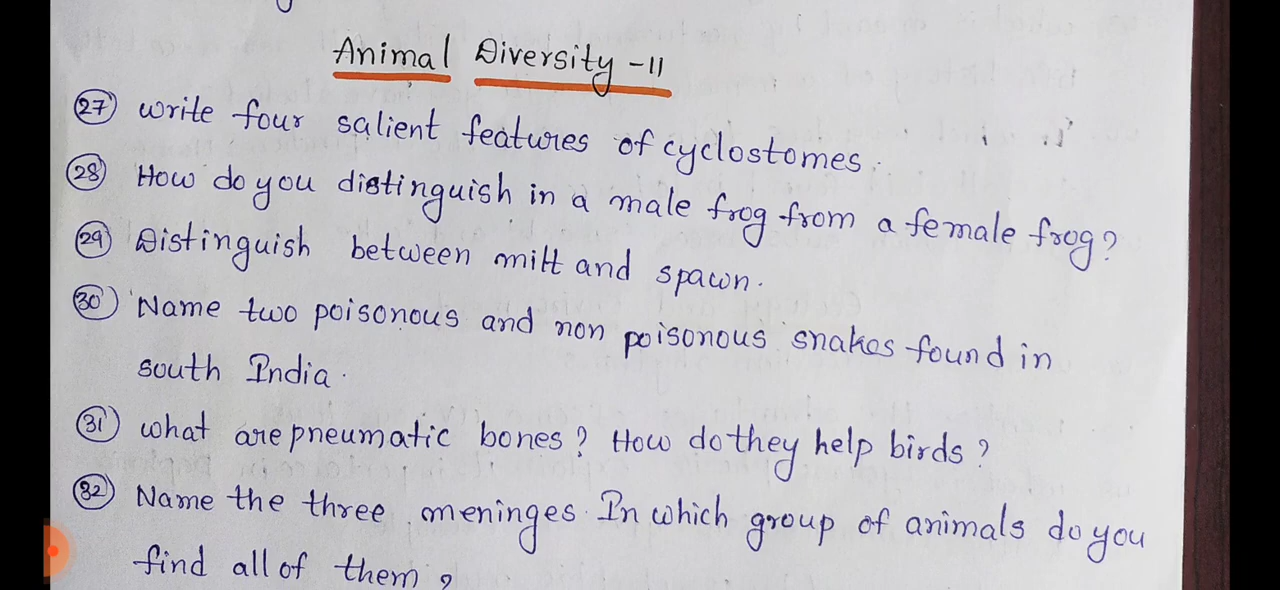 Animal Diversity -II
27) write four salient features of cyclostomes.
28) How do you distinguish in a male frog from a female frog?
29) Distinguish between milt and spawn.
30) Name two poisonous and non poisonous snakes found in
south India.
31) what are pneumatic bones? How do they help birds?
32) Name the three meninges. In which group of animals do you
find all of them?